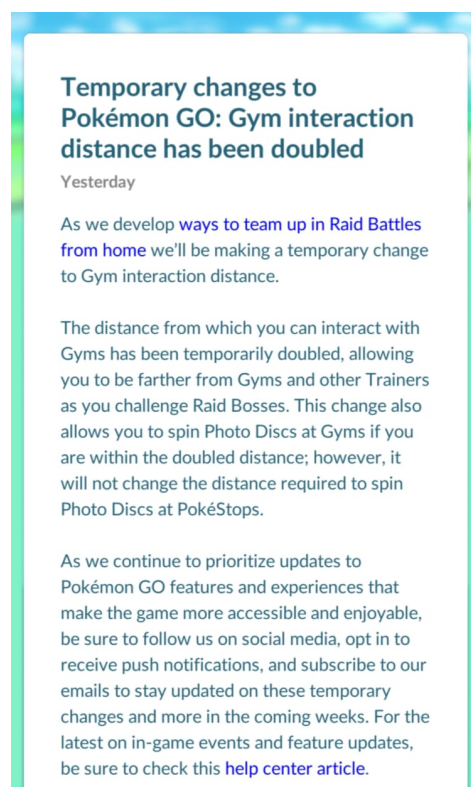 Temporary changes to
Pokémon GO: Gym interaction
distance has been doubled
Yesterday
As we develop ways to team up in Raid Battles
from home we'll be making a temporary change
to Gym interaction distance.
The distance from which you can interact with
Gyms has been temporarily doubled, allowing
you to be farther from Gyms and other Trainers
as you challenge Raid Bosses. This change also
allows you to spin Photo Discs at Gyms if you
are within the doubled distance; however, it
will not change the distance required to spin
Photo Discs at PokéStops.
As we continue to prioritize updates to
Pokémon GO features and experiences that
make the game more accessible and enjoyable,
be sure to follow us on social media, opt in to
receive push notifications, and subscribe to our
emails to stay updated on these temporary
changes and more in the coming weeks. For the
latest on in-game events and feature updates,
be sure to check this help center article.